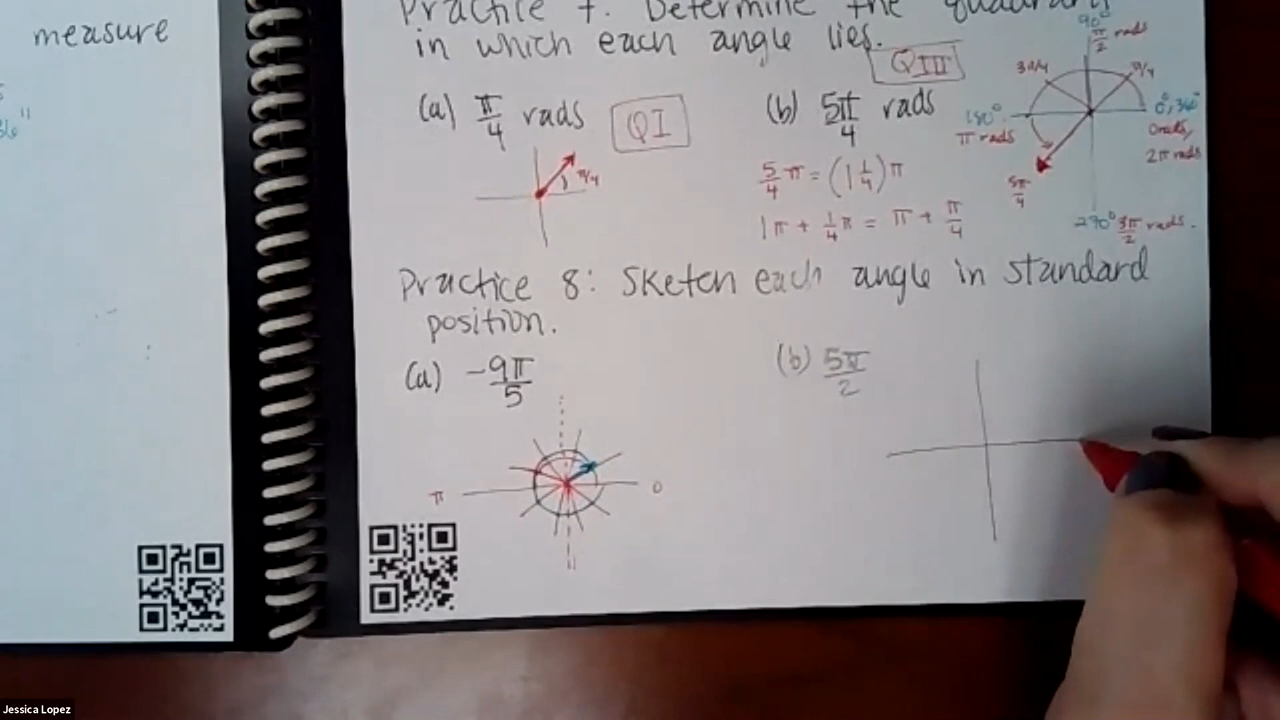 measure
Practice 7: Determine the quadrant
in which each angle lies.
QIII
(a) π/4 rads
QI
π/4
(b) 5π/4 rads
5/4 π = (1 1/4)π
1π + 1/4 π = π + π/4
90°
π/2 rads
3π/4
π/4
180°
π rads
0°, 360°
0 rads,
2π rads
5π/4
270° 3π/2 rads.
Practice 8: Sketch each angle in standard
position.
(a) -9π/5
π
0
(b) 5π/2
Jessica Lopez